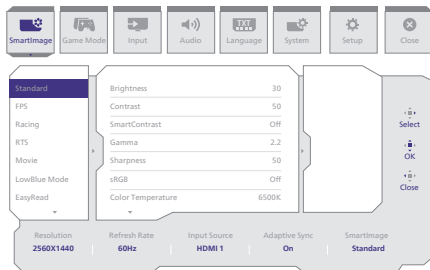 SmartImage
Game Mode
Input
Audio
TXT
Language
System
Setup
Close
Standard
FPS
Racing
RTS
Movie
LowBlue Mode
EasyRead
Brightness 30
Contrast 50
SmartContrast Off
Gamma 2.2
Sharpness 50
sRGB Off
Color Temperature 6500K
Select
OK
Close
Resolution Refresh Rate Input Source Adaptive Sync SmartImage
2560X1440 60Hz HDMI 1 On Standard